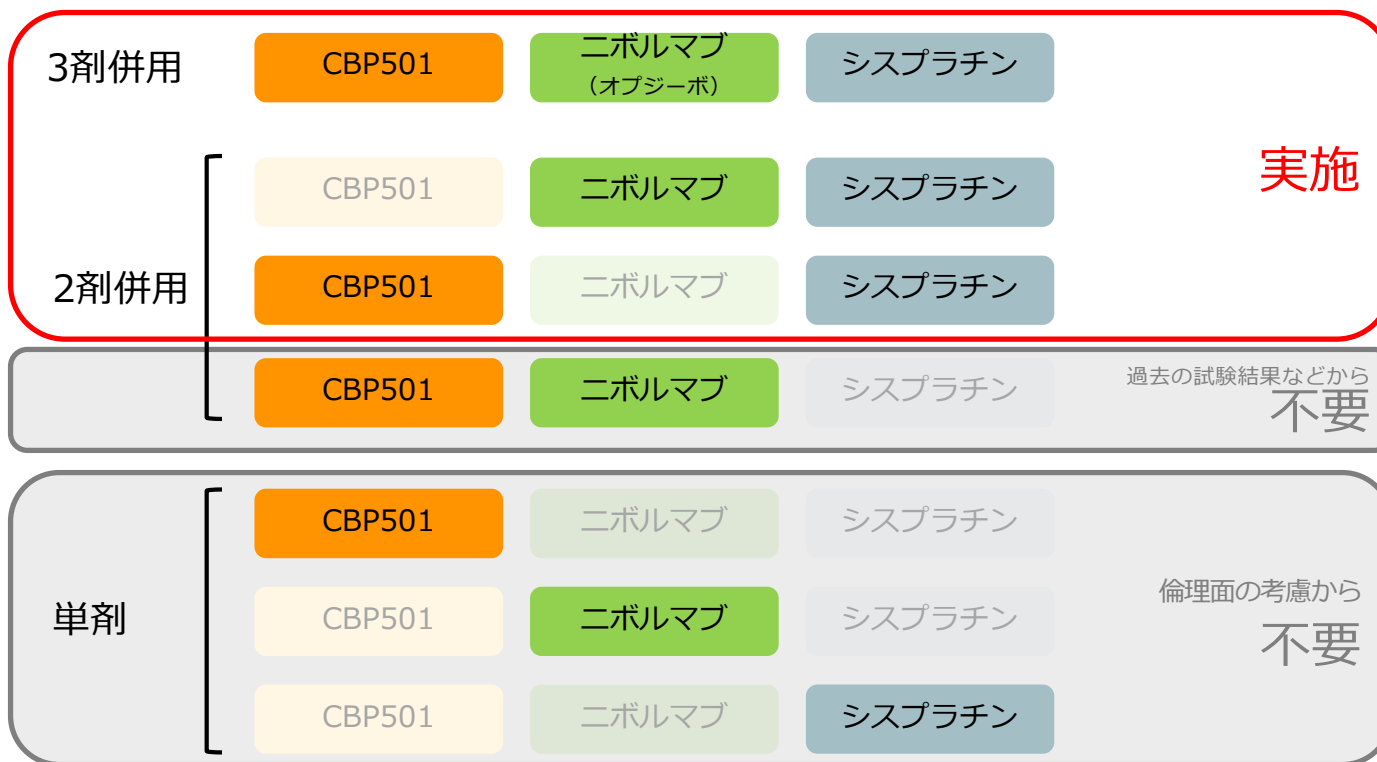 3剤併用
CBP501
ニボルマブ
（オプジーボ）
シスプラチン
実施
CBP501
ニボルマブ
シスプラチン
2剤併用
CBP501
ニボルマブ
シスプラチン
CBP501
ニボルマブ
シスプラチン
過去の試験結果などから
不要
CBP501
ニボルマブ
シスプラチン
単剤
CBP501
ニボルマブ
シスプラチン
倫理面の考慮から
不要
CBP501
ニボルマブ
シスプラチン